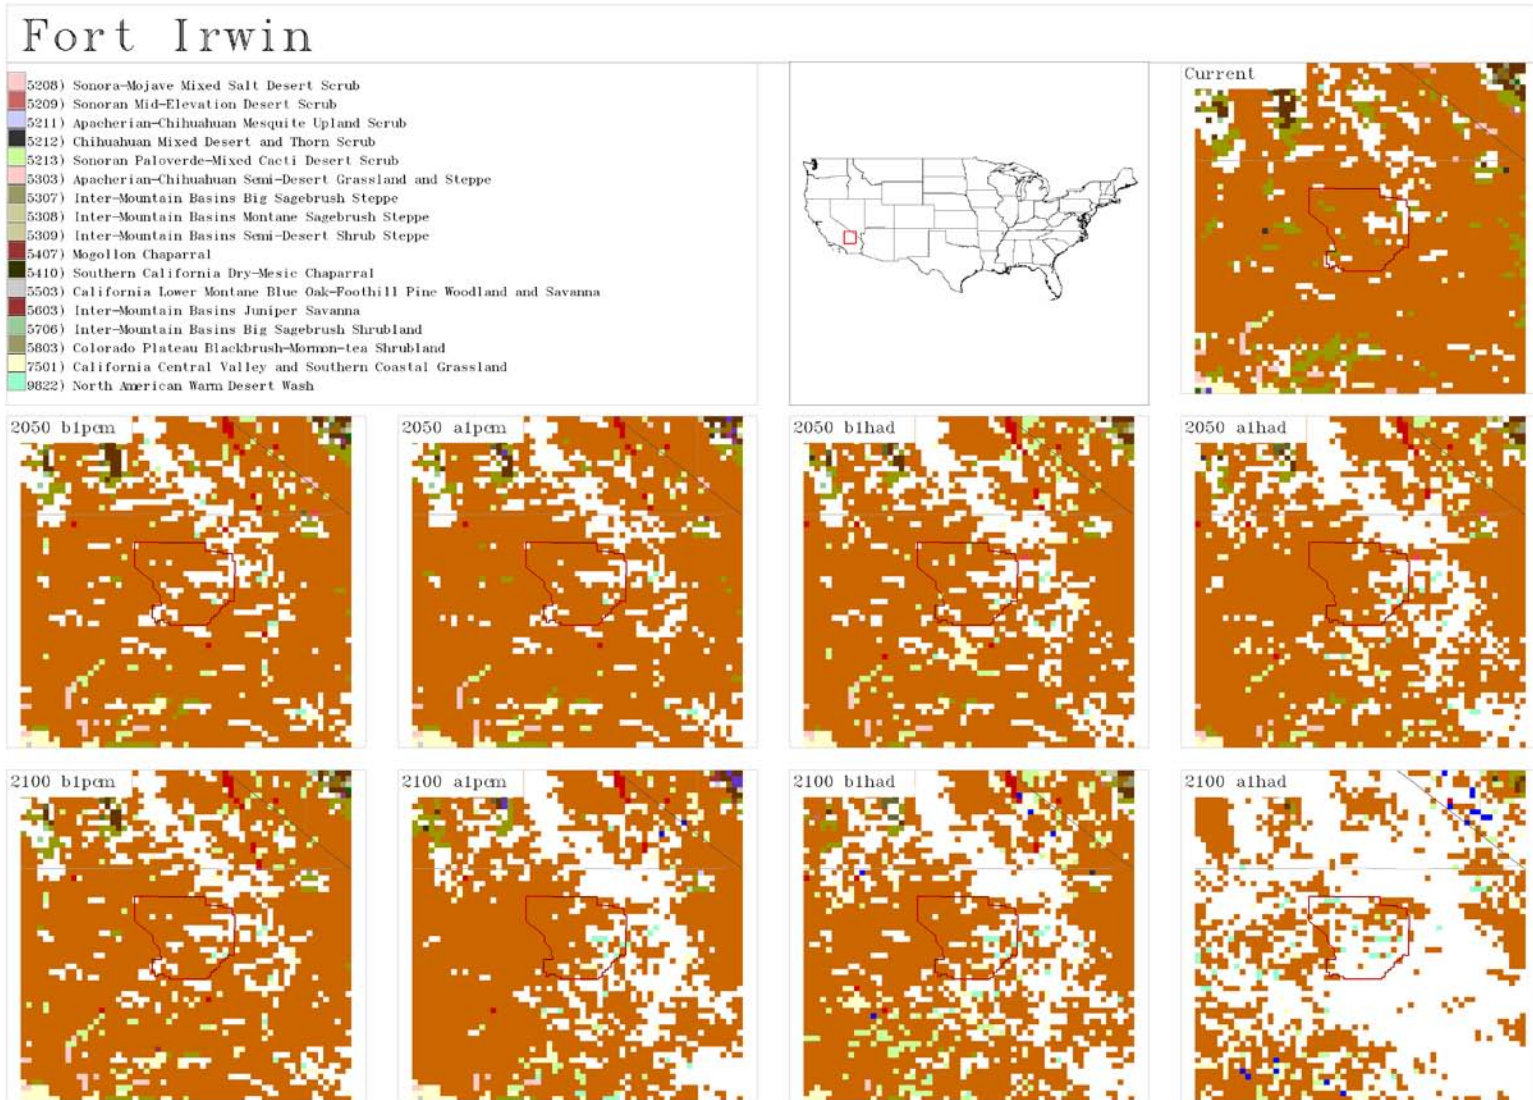 Fort Irwin
5208) Sonora-Mojave Mixed Salt Desert Scrub
5209) Sonoran Mid-Elevation Desert Scrub
5211) Apacherian-Chihuahuan Mesquite Upland Scrub
5212) Chihuahuan Mixed Desert and Thorn Scrub
5213) Sonoran Paloverde-Mixed Cacti Desert Scrub
5303) Apacherian-Chihuahuan Semi-Desert Grassland and Steppe
5307) Inter-Mountain Basins Big Sagebrush Steppe
5308) Inter-Mountain Basins Montane Sagebrush Steppe
5309) Inter-Mountain Basins Semi-Desert Shrub Steppe
5407) Mogollon Chaparral
5410) Southern California Dry-Mesic Chaparral
5503) California Lower Montane Blue Oak-Foothill Pine Woodland and Savanna
5603) Inter-Mountain Basins Juniper Savanna
5706) Inter-Mountain Basins Big Sagebrush Shrubland
5803) Colorado Plateau Blackbrush-Mormon-tea Shrubland
7501) California Central Valley and Southern Coastal Grassland
9822) North American Warm Desert Wash
Current
2050 b1pcm
2050 a1pcm
2050 b1had
2050 a1had
2100 b1pcm
2100 a1pcm
2100 b1had
2100 a1had